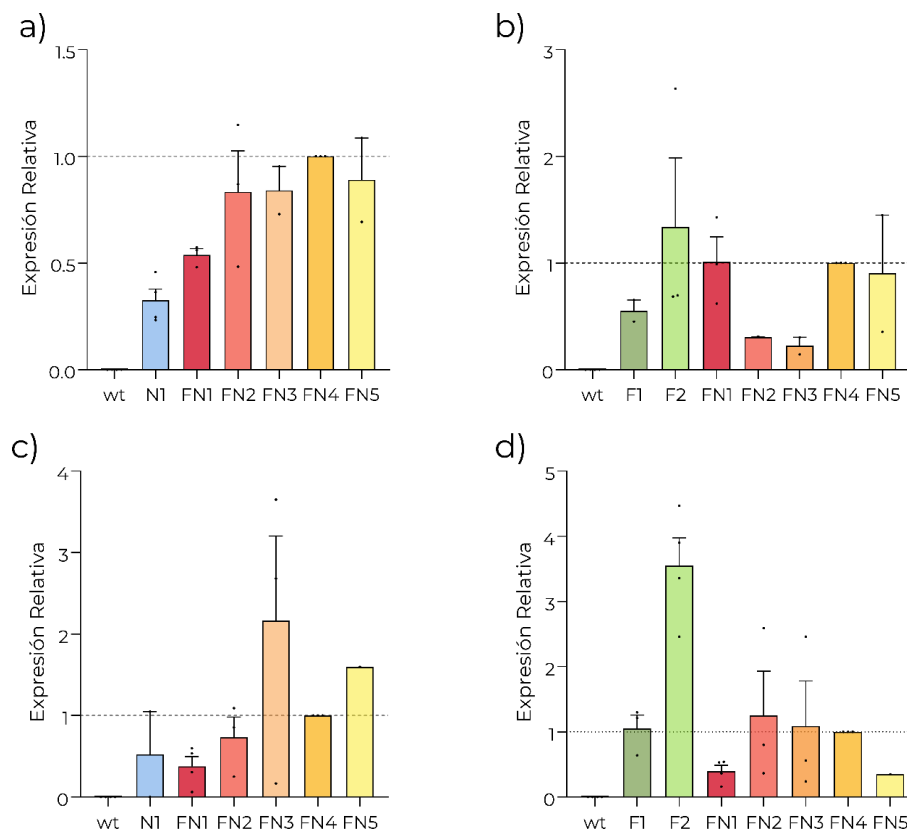 a)
Expresión Relativa
1.5
1.0
0.5
0.0
wt N1 FN1 FN2 FN3 FN4 FN5
b)
Expresión Relativa
3
2
1
0
wt F1 F2 FN1 FN2 FN3 FN4 FN5
c)
Expresión Relativa
4
3
2
1
0
wt N1 FN1 FN2 FN3 FN4 FN5
d)
Expresión Relativa
5
4
3
2
1
0
wt F1 F2 FN1 FN2 FN3 FN4 FN5